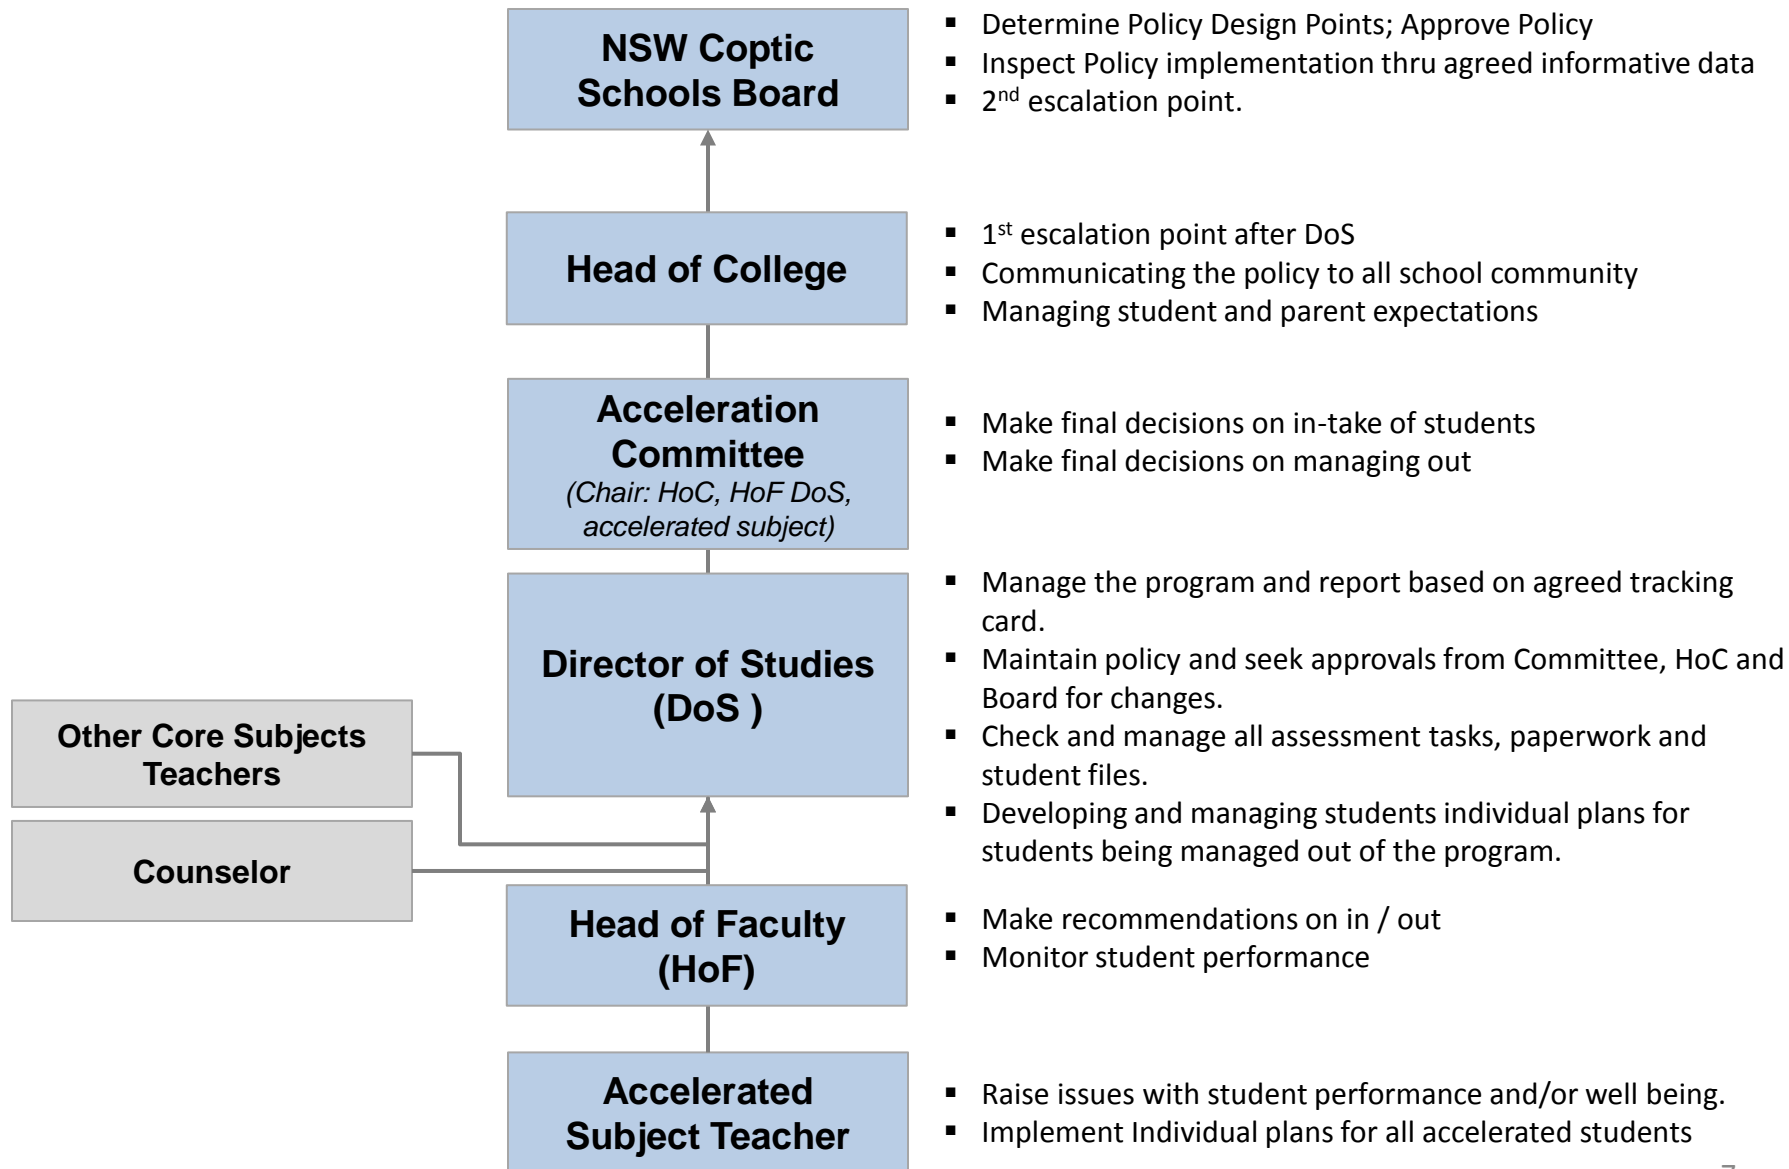 NSW Coptic
Schools Board
▪ Determine Policy Design Points; Approve Policy
▪ Inspect Policy implementation thru agreed informative data
▪ 2nd escalation point.
Head of College
▪ 1st escalation point after DoS
▪ Communicating the policy to all school community
▪ Managing student and parent expectations
Acceleration
Committee
(Chair: HoC, HoF DoS,
accelerated subject)
▪ Make final decisions on in-take of students
▪ Make final decisions on managing out
Director of Studies
(DoS )
▪ Manage the program and report based on agreed tracking
card.
▪ Maintain policy and seek approvals from Committee, HoC and
Board for changes.
▪ Check and manage all assessment tasks, paperwork and
student files.
▪ Developing and managing students individual plans for
students being managed out of the program.
Other Core Subjects
Teachers
Counselor
Head of Faculty
(HoF)
▪ Make recommendations on in / out
▪ Monitor student performance
Accelerated
Subject Teacher
▪ Raise issues with student performance and/or well being.
▪ Implement Individual plans for all accelerated students